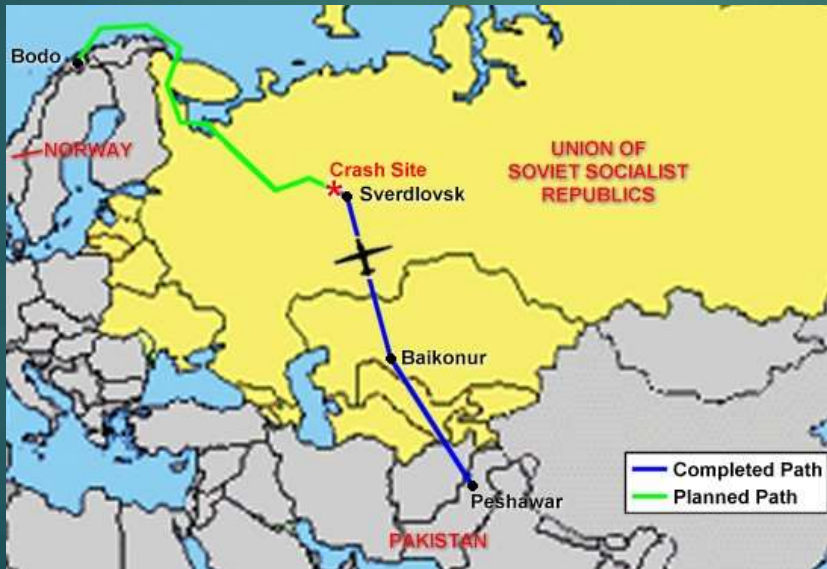 Bodo
NORWAY
UNION OF
SOVIET SOCIALIST
REPUBLICS
Crash Site
* Sverdlovsk
Baikonur
Completed Path
Planned Path
Peshawar
PAKISTAN